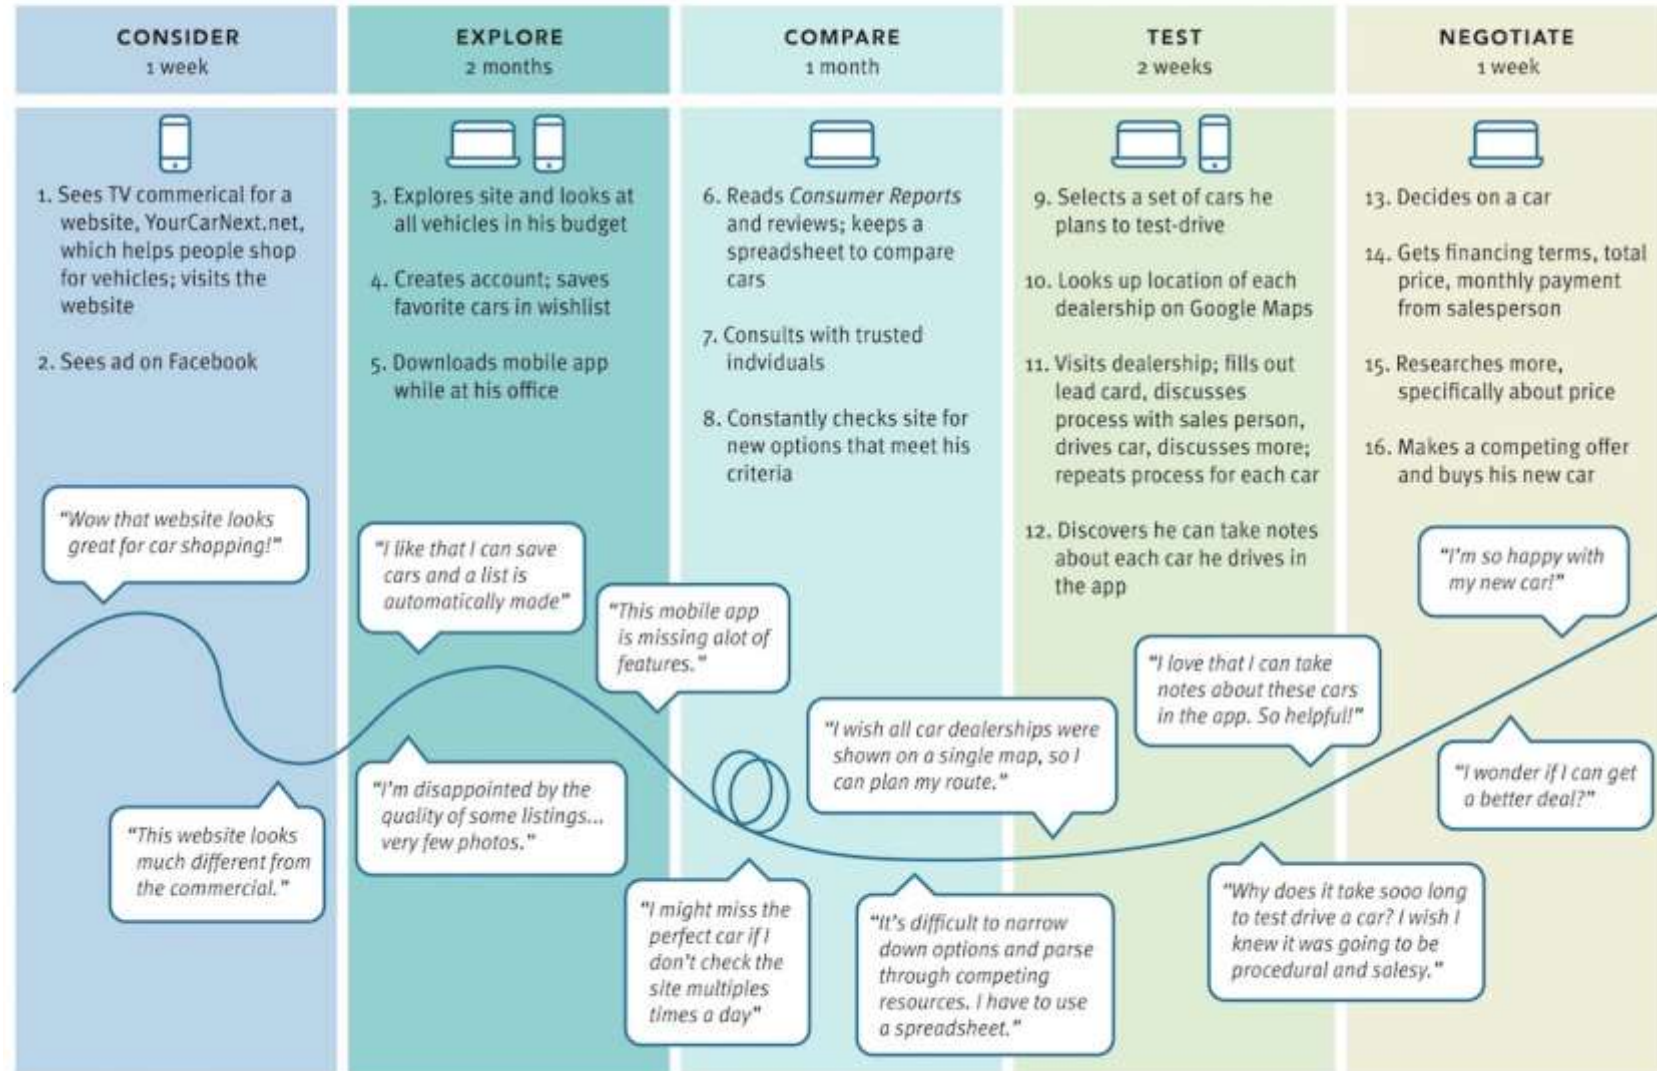 CONSIDER
1 week
EXPLORE
2 months
COMPARE
1 month
TEST
2 weeks
NEGOTIATE
1 week
1. Sees TV commerical for a
website, YourCarNext.net,
which helps people shop
for vehicles; visits the
website
2. Sees ad on Facebook
3. Explores site and looks at
all vehicles in his budget
4. Creates account; saves
favorite cars in wishlist
5. Downloads mobile app
while at his office
6. Reads Consumer Reports
and reviews; keeps a
spreadsheet to compare
cars
7. Consults with trusted
indviduals
8. Constantly checks site for
new options that meet his
criteria
9. Selects a set of cars he
plans to test-drive
10. Looks up location of each
dealership on Google Maps
11. Visits dealership; fills out
lead card, discusses
process with sales person,
drives car, discusses more;
repeats process for each car
12. Discovers he can take notes
about each car he drives in
the app
13. Decides on a car
14. Gets financing terms, total
price, monthly payment
from salesperson
15. Researches more,
specifically about price
16. Makes a competing offer
and buys his new car
"Wow that website looks
great for car shopping!"
"This website looks
much different from
the commercial."
"I like that I can save
cars and a list is
automatically made"
"I'm disappointed by the
quality of some listings...
very few photos."
"This mobile app
is missing alot of
features."
"I might miss the
perfect car if I
don't check the
site multiples
times a day"
"I wish all car dealerships were
shown on a single map, so I
can plan my route."
"It's difficult to narrow
down options and parse
through competing
resources. I have to use
a spreadsheet."
"I love that I can take
notes about these cars
in the app. So helpful!"
"Why does it take sooo long
to test drive a car? I wish I
knew it was going to be
procedural and salesy."
"I'm so happy with
my new car!"
"I wonder if I can get
a better deal?"